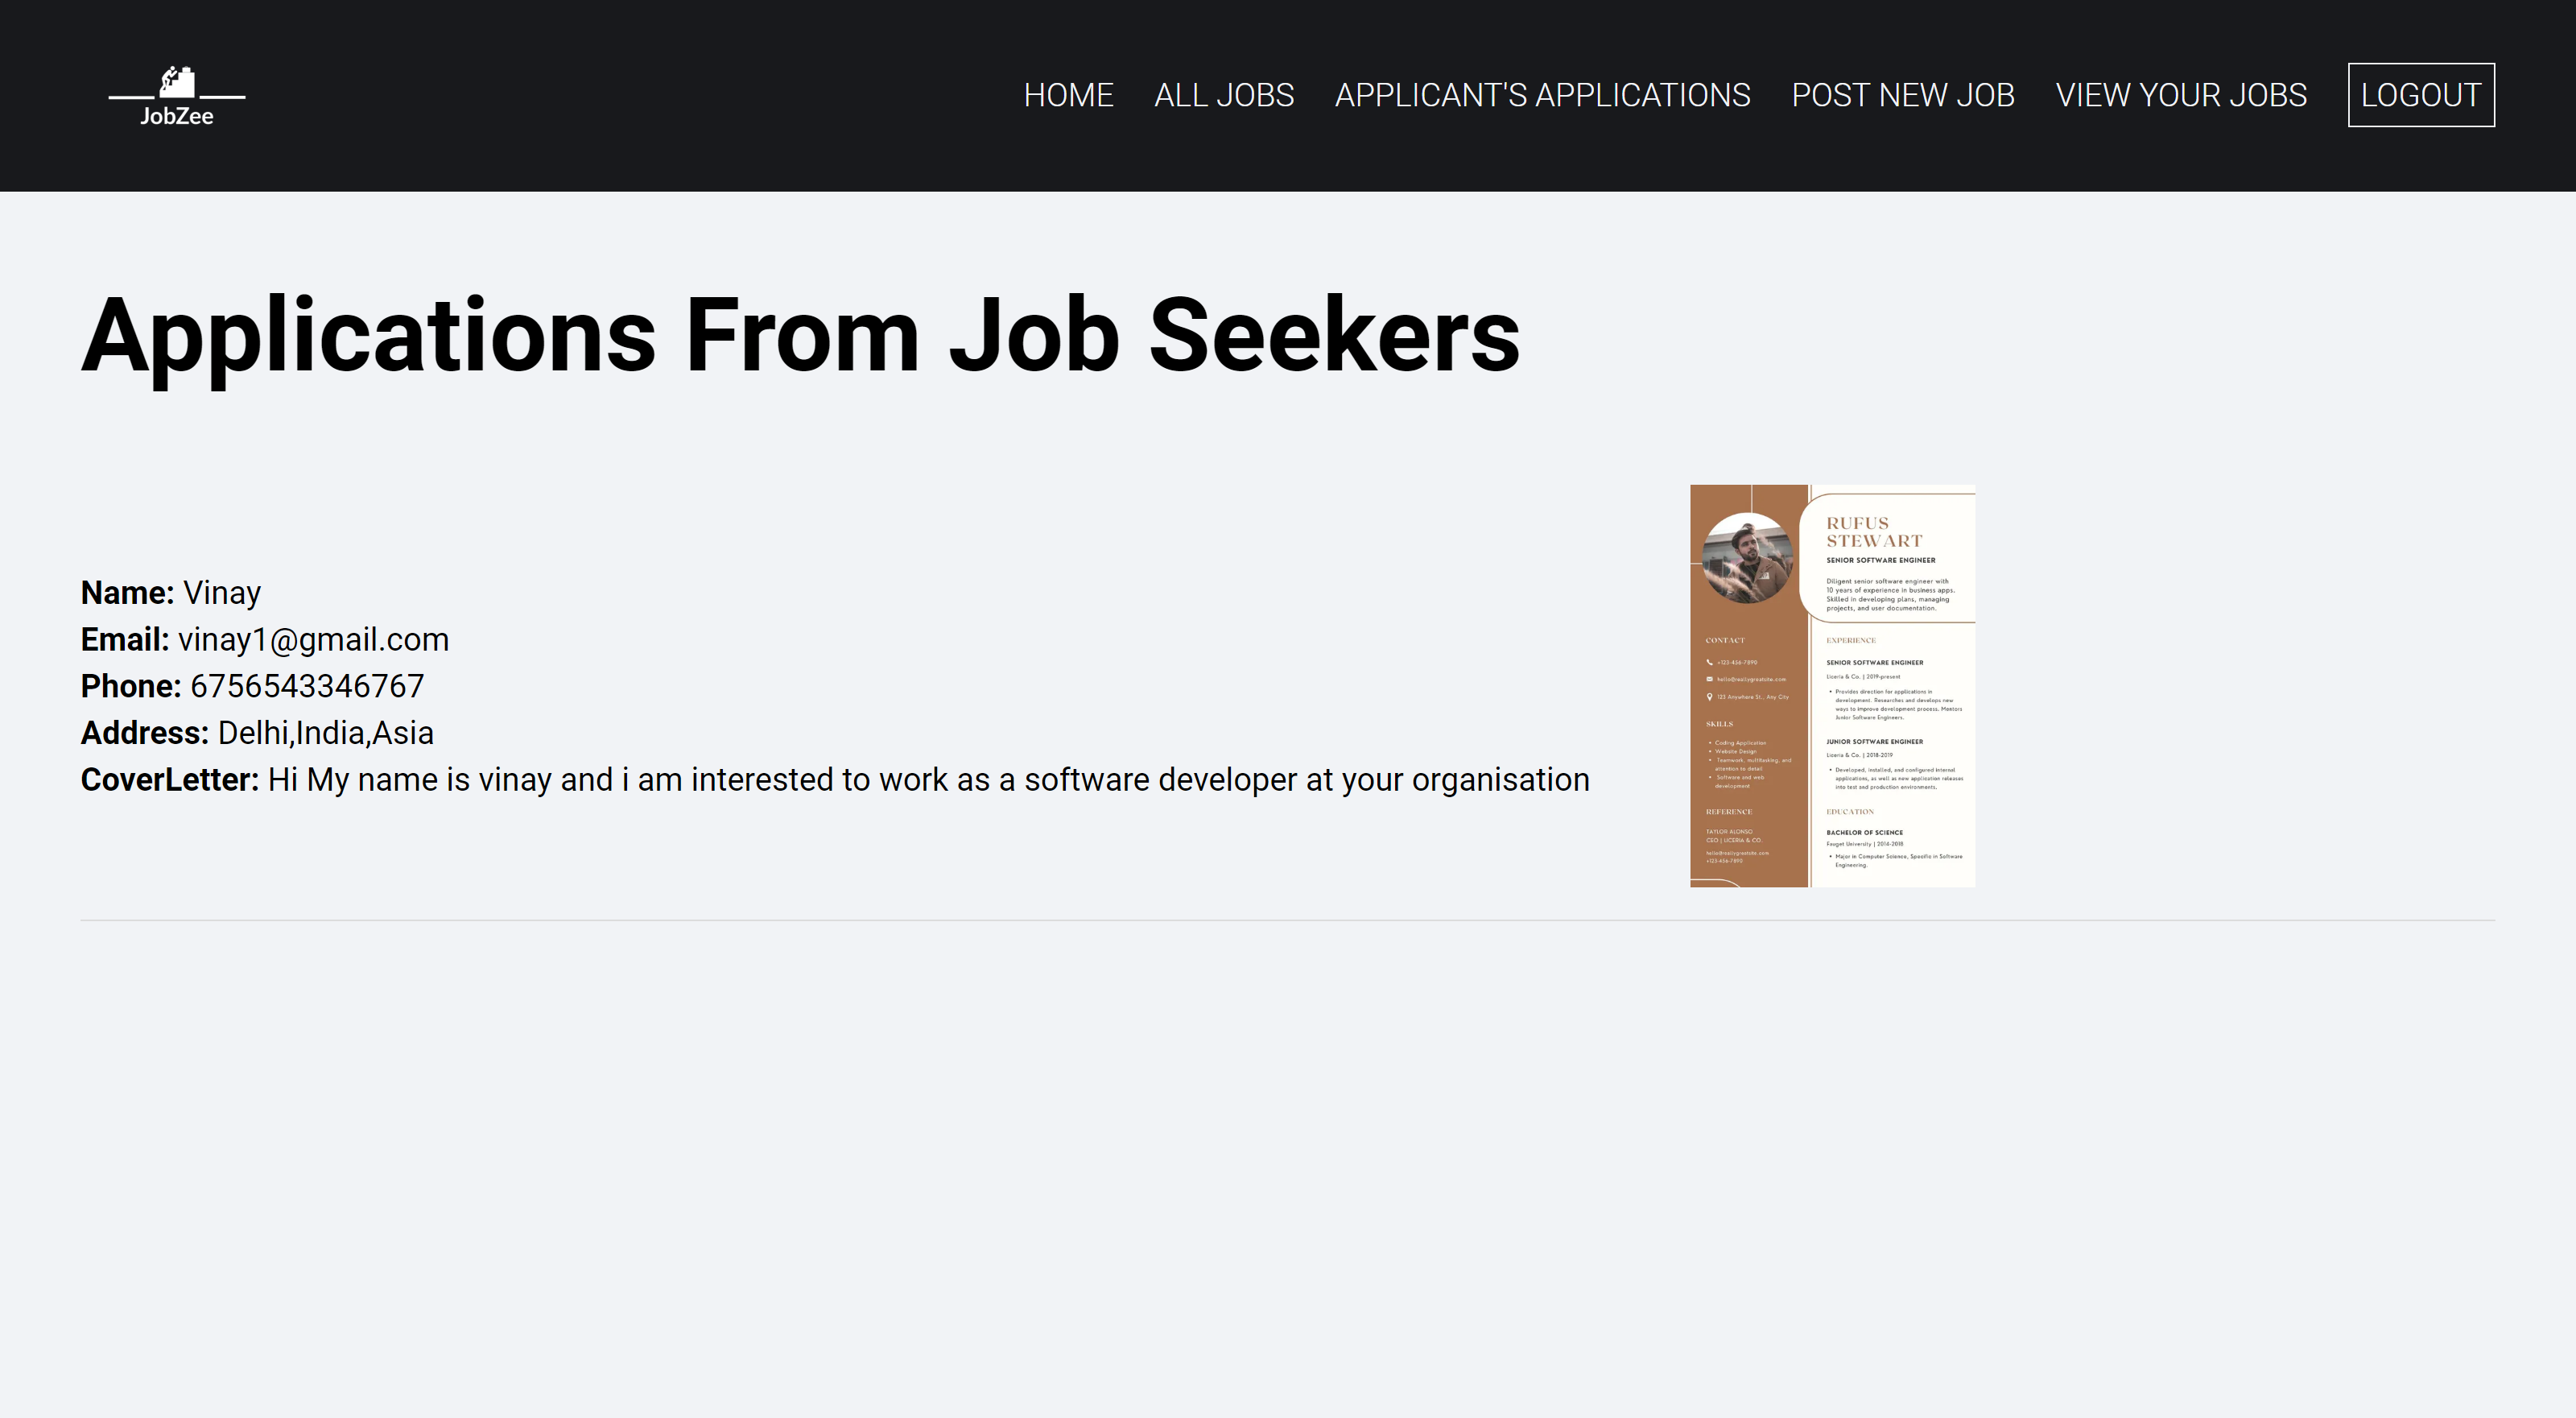 JobZee
HOME ALL JOBS APPLICANT'S APPLICATIONS POST NEW JOB VIEW YOUR JOBS LOGOUT
Applications From Job Seekers
Name: Vinay
Email: vinay1@gmail.com
Phone: 6756543346767
Address: Delhi,India,Asia
CoverLetter: Hi My name is vinay and i am interested to work as a software developer at your organisation
RUFUS
STEWART
SENIOR SOFTWARE ENGINEER
Diligent senior software engineer with
10 years of experience in business apps.
Skilled in developing plans, managing
projects, and user documentation.
CONTACT
+123-456-7890
hello@reallygreatsite.com
123 Anywhere St., Any City
SKILLS
• Coding Application
• Website Design
• Teamwork, multitasking, and
attention to detail
• Software and web
development
REFERENCE
TAYLOR ALONSO
CEO | LICERIA & CO.
hello@reallygreatsite.com
+123-456-7890
EXPERIENCE
SENIOR SOFTWARE ENGINEER
Liceria & Co. | 2019-present
• Provides direction for applications in
development. Researches and develops new
ways to improve development process. Mentors
Junior Software Engineers.
JUNIOR SOFTWARE ENGINEER
Liceria & Co. | 2018-2019
• Developed, installed, and configured internal
applications, as well as new application releases
into test and production environments.
EDUCATION
BACHELOR OF SCIENCE
Fauget University | 2014-2018
• Major in Computer Science, Specific in Software
Engineering.